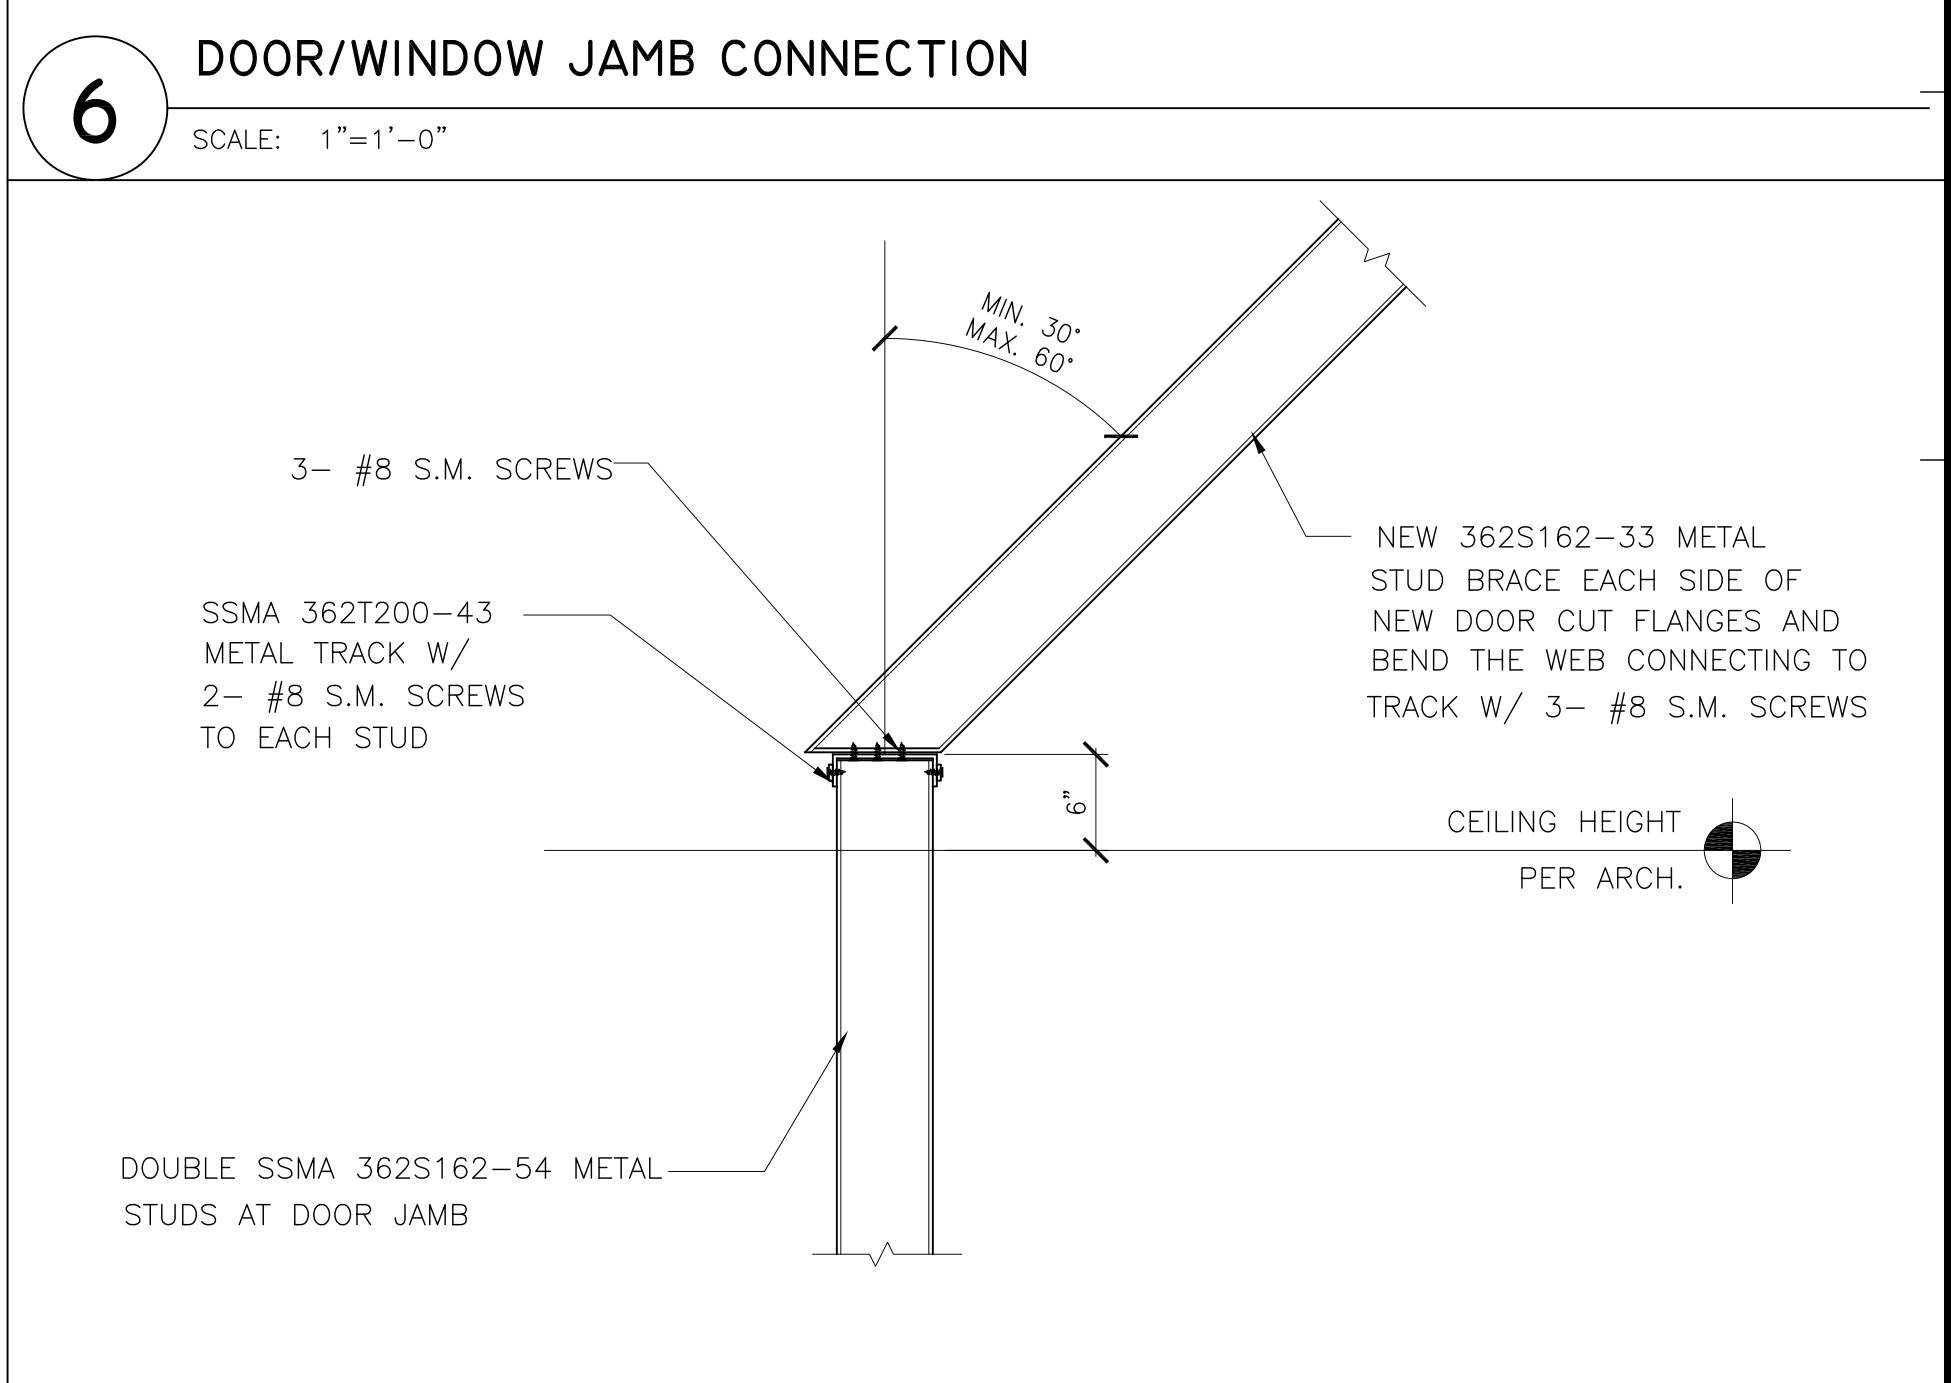 6
DOOR/WINDOW JAMB CONNECTION
SCALE: 1”=1’-0”
MIN. 30°
MAX. 60°
3- #8 S.M. SCREWS
SSMA 362T200-43
METAL TRACK W/
2- #8 S.M. SCREWS
TO EACH STUD
NEW 362S162-33 METAL
STUD BRACE EACH SIDE OF
NEW DOOR CUT FLANGES AND
BEND THE WEB CONNECTING TO
TRACK W/ 3- #8 S.M. SCREWS
6”
CEILING HEIGHT
PER ARCH.
DOUBLE SSMA 362S162-54 METAL
STUDS AT DOOR JAMB